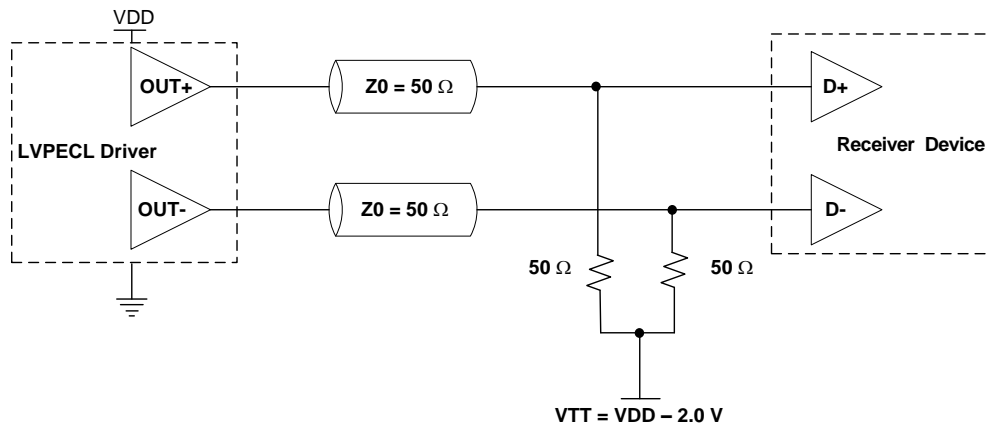 VDD
OUT+
Z0 = 50 Ω
D+
LVPECL Driver
Receiver Device
OUT-
Z0 = 50 Ω
D-
50 Ω
50 Ω
VTT = VDD – 2.0 V